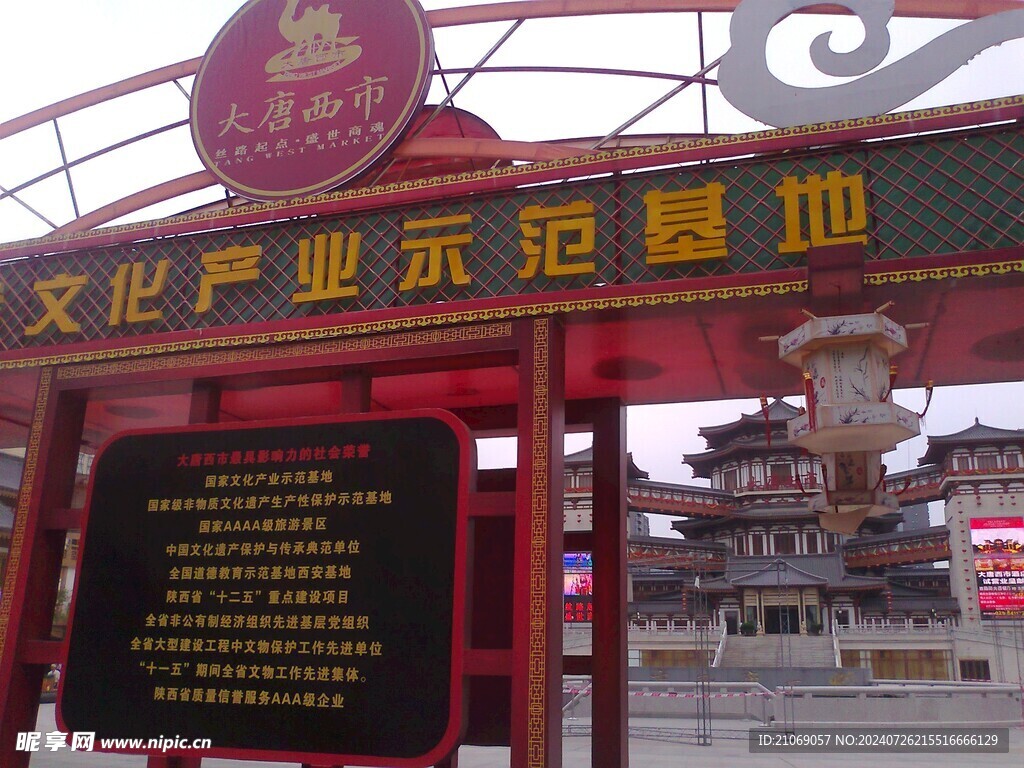 大唐西市
丝路起点·盛世商魂
TANG WEST MARKET
文化产业示范基地
大唐西市最具影响力的社会荣誉
国家文化产业示范基地
国家级非物质文化遗产生产性保护示范基地
国家AAAA级旅游景区
中国文化遗产保护与传承典范单位
全国道德教育示范基地西安基地
陕西省“十二五”重点建设项目
全省非公有制经济组织先进基层党组织
全省大型建设工程中文物保护工作先进单位
“十一五”期间全省文物工作先进集体。
陕西省质量信誉服务AAA级企业
大唐西市酒店
试营业
昵享网 www.nipic.cn
ID:21069057 NO:20240726215516666129